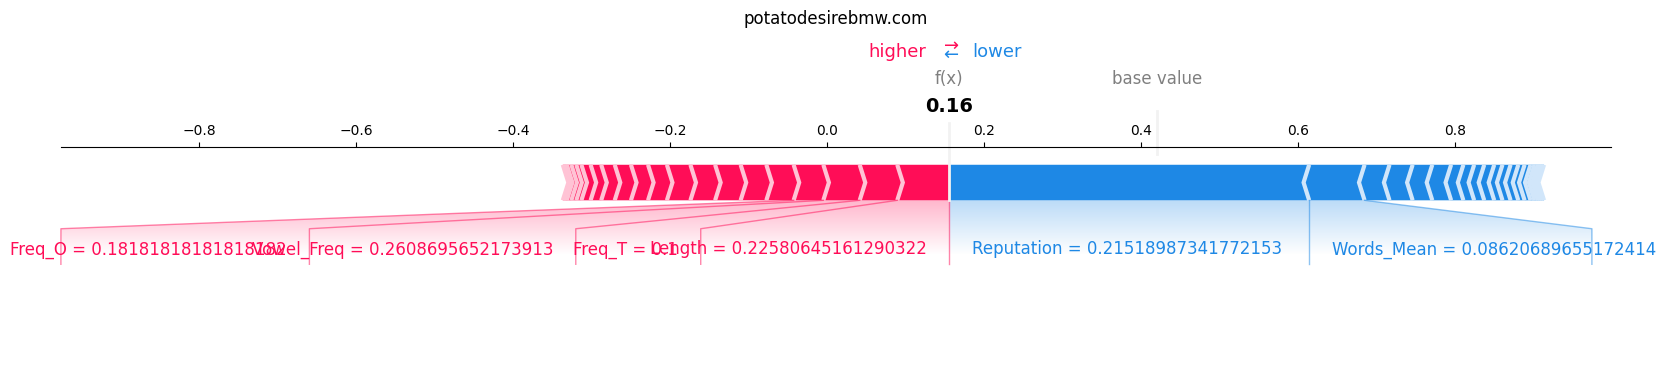 potatodesirebmw.com
higher ⇄ lower
f(x) base value
0.16
−0.8 −0.6 −0.4 −0.2 0.0 0.2 0.4 0.6 0.8
Freq_O = 0.18181818181818182 Vowel_Freq = 0.2608695652173913 Freq_T = 0.1 Length = 0.22580645161290322 Reputation = 0.21518987341772153 Words_Mean = 0.08620689655172414